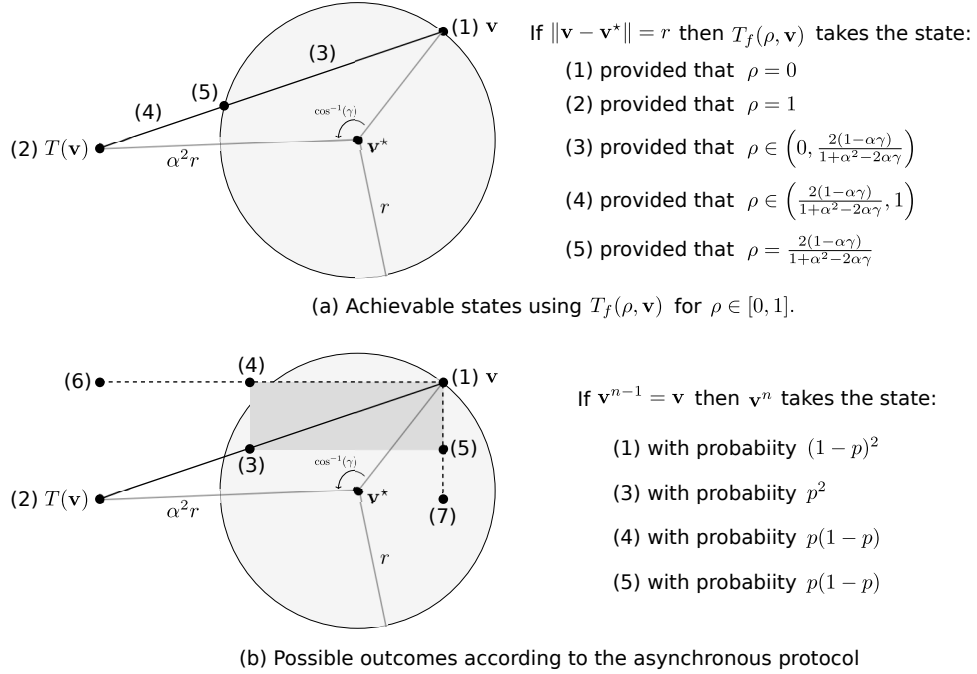 (1) v
(3)
(5)
(4)
cos⁻¹(γ)
(2) T(v)
α²r
v⋆
r
If ‖v − v⋆‖ = r then T_f(ρ, v) takes the state:
(1) provided that ρ = 0
(2) provided that ρ = 1
(3) provided that ρ ∈ (0, 2(1−αγ)/(1+α²−2αγ))
(4) provided that ρ ∈ (2(1−αγ)/(1+α²−2αγ), 1)
(5) provided that ρ = 2(1−αγ)/(1+α²−2αγ)
(a) Achievable states using T_f(ρ, v) for ρ ∈ [0, 1].
(6)
(4)
(1) v
(3)
(5)
cos⁻¹(γ)
(2) T(v)
α²r
v⋆
(7)
r
If vⁿ⁻¹ = v then vⁿ takes the state:
(1) with probabiity (1 − p)²
(3) with probabiity p²
(4) with probabiity p(1 − p)
(5) with probabiity p(1 − p)
(b) Possible outcomes according to the asynchronous protocol